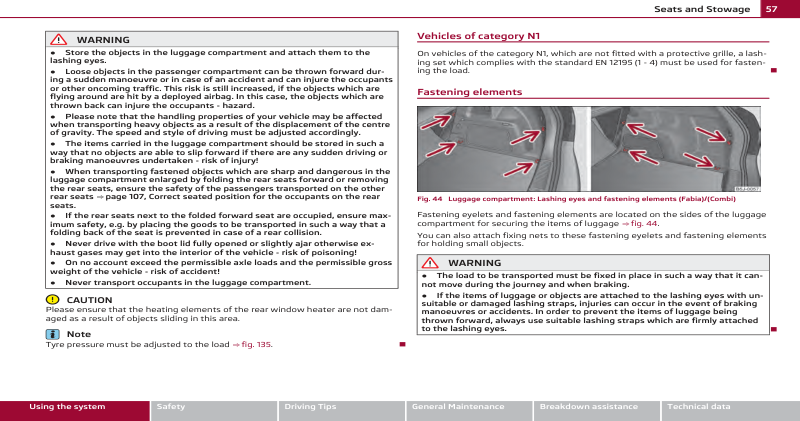 Seats and Stowage 57
WARNING
● Store the objects in the luggage compartment and attach them to the
lashing eyes.
● Loose objects in the passenger compartment can be thrown forward dur-
ing a sudden manoeuvre or in case of an accident and can injure the occupants
or other oncoming traffic. This risk is still increased, if the objects which are
flying around are hit by a deployed airbag. In this case, the objects which are
thrown back can injure the occupants - hazard.
● Please note that the handling properties of your vehicle may be affected
when transporting heavy objects as a result of the displacement of the centre
of gravity. The speed and style of driving must be adjusted accordingly.
● The items carried in the luggage compartment should be stored in such a
way that no objects are able to slip forward if there are any sudden driving or
braking manoeuvres undertaken - risk of injury!
● When transporting fastened objects which are sharp and dangerous in the
luggage compartment enlarged by folding the rear seats forward or removing
the rear seats, ensure the safety of the passengers transported on the other
rear seats ⇒ page 107, Correct seated position for the occupants on the rear
seats.
● If the rear seats next to the folded forward seat are occupied, ensure max-
imum safety, e.g. by placing the goods to be transported in such a way that a
folding back of the seat is prevented in case of a rear collision.
● Never drive with the boot lid fully opened or slightly ajar otherwise ex-
haust gases may get into the interior of the vehicle - risk of poisoning!
● On no account exceed the permissible axle loads and the permissible gross
weight of the vehicle - risk of accident!
● Never transport occupants in the luggage compartment.
CAUTION
Please ensure that the heating elements of the rear window heater are not dam-
aged as a result of objects sliding in this area.
Note
Tyre pressure must be adjusted to the load ⇒ fig. 135.
Vehicles of category N1
On vehicles of the category N1, which are not fitted with a protective grille, a lash-
ing set which complies with the standard EN 12195 (1 - 4) must be used for fasten-
ing the load.
Fastening elements
Fig. 44 Luggage compartment: Lashing eyes and fastening elements (Fabia)/(Combi)
Fastening eyelets and fastening elements are located on the sides of the luggage
compartment for securing the items of luggage ⇒ fig. 44.
You can also attach fixing nets to these fastening eyelets and fastening elements
for holding small objects.
WARNING
● The load to be transported must be fixed in place in such a way that it can-
not move during the journey and when braking.
● If the items of luggage or objects are attached to the lashing eyes with un-
suitable or damaged lashing straps, injuries can occur in the event of braking
manoeuvres or accidents. In order to prevent the items of luggage being
thrown forward, always use suitable lashing straps which are firmly attached
to the lashing eyes.
Using the system Safety Driving Tips General Maintenance Breakdown assistance Technical data